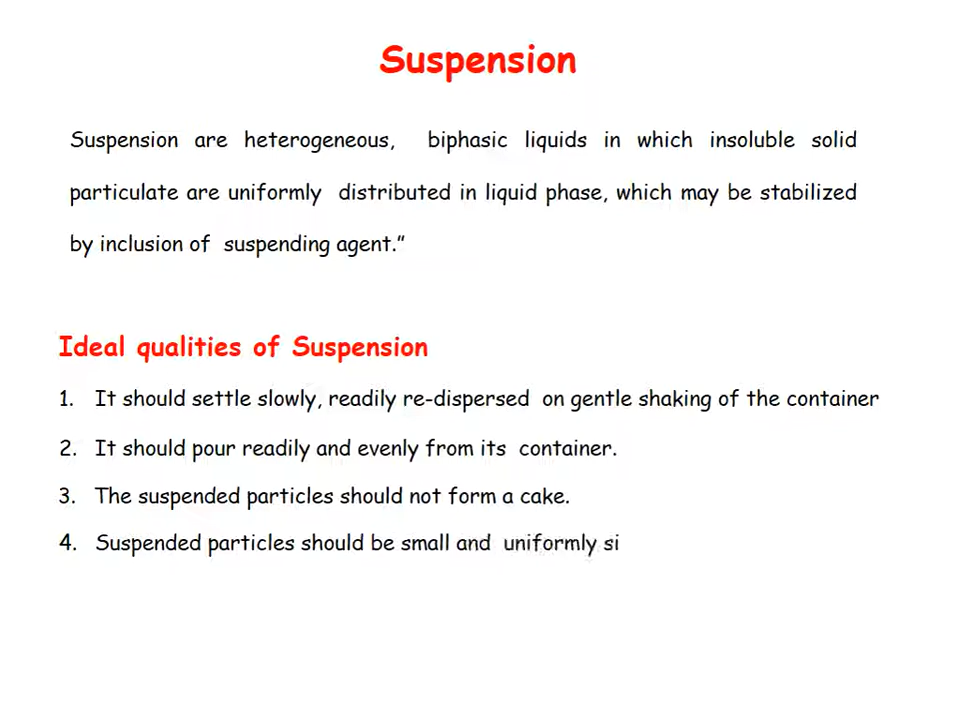 Suspension
Suspension are heterogeneous, biphasic liquids in which insoluble solid
particulate are uniformly distributed in liquid phase, which may be stabilized
by inclusion of suspending agent.”
Ideal qualities of Suspension
1. It should settle slowly, readily re-dispersed on gentle shaking of the container
2. It should pour readily and evenly from its container.
3. The suspended particles should not form a cake.
4. Suspended particles should be small and uniformly si